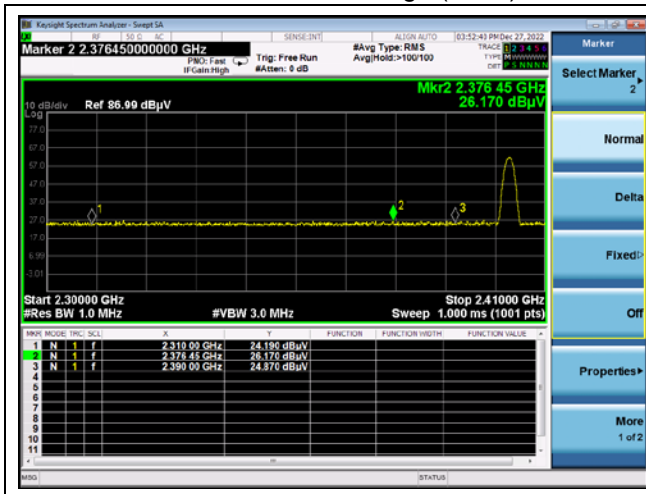 Keysight Spectrum Analyzer - Swept SA
RF 50 Ω AC SENSE:INT ALIGN AUTO 03:52:43 PM Dec 27, 2022
Marker 2 2.376450000000 GHz
PNO: Fast
IFGain:High
Trig: Free Run
#Atten: 0 dB
#Avg Type: RMS
Avg|Hold:>100/100
TRACE 1 2 3 4 5 6
TYPE M WWWWW
DET P S N N N N
Mkr2 2.376 45 GHz
26.170 dBµV
10 dB/div Ref 86.99 dBµV
Log
77.0
67.0
57.0
47.0
37.0
27.0
17.0
6.99
-3.01
1
2
3
Start 2.30000 GHz Stop 2.41000 GHz
#Res BW 1.0 MHz #VBW 3.0 MHz Sweep 1.000 ms (1001 pts)
MKR MODE TRC SCL X Y FUNCTION FUNCTION WIDTH FUNCTION VALUE
1 N 1 f 2.310 00 GHz 24.190 dBµV
2 N 1 f 2.376 45 GHz 26.170 dBµV
3 N 1 f 2.390 00 GHz 24.870 dBµV
4
5
6
7
8
9
10
11
MSG STATUS
Marker
Select Marker
2
Normal
Delta
Fixed
Off
Properties
More
1 of 2